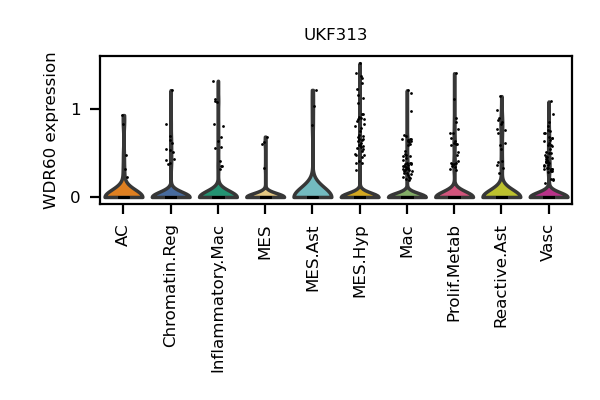 UKF313
WDR60 expression
1
0
AC
Chromatin.Reg
Inflammatory.Mac
MES
MES.Ast
MES.Hyp
Mac
Prolif.Metab
Reactive.Ast
Vasc